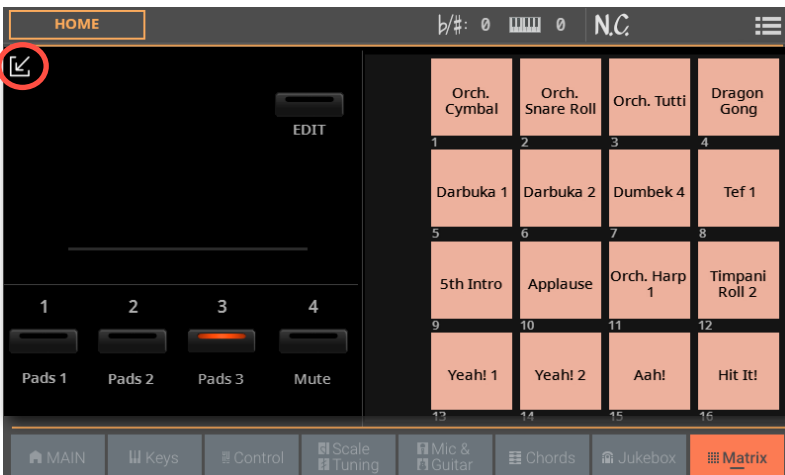 HOME
b/#: 0
0
N.C.
EDIT
1 2 3 4
Pads 1 Pads 2 Pads 3 Mute
Orch. Cymbal
1
Orch. Snare Roll
2
Orch. Tutti
3
Dragon Gong
4
Darbuka 1
5
Darbuka 2
6
Dumbek 4
7
Tef 1
8
5th Intro
9
Applause
10
Orch. Harp 1
11
Timpani Roll 2
12
Yeah! 1
13
Yeah! 2
14
Aah!
15
Hit It!
16
MAIN
Keys
Control
Scale
Tuning
Mic &
Guitar
Chords
Jukebox
Matrix